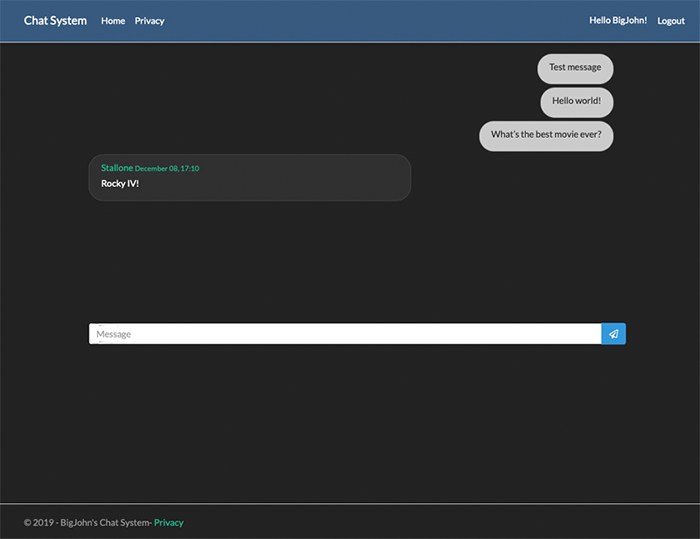 Chat System Home Privacy Hello BigJohn! Logout
Test message
Hello world!
What's the best movie ever?
Stallone December 08, 17:10
Rocky IV!
Message
© 2019 - BigJohn's Chat System- Privacy